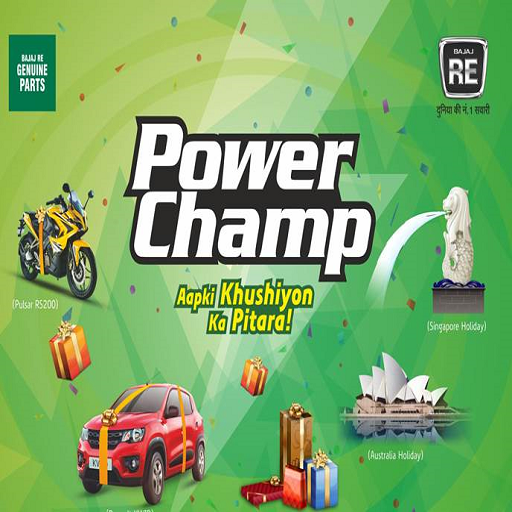 BAJAJ RE
GENUINE
PARTS
BAJAJ
RE
दुनिया की नं. 1 सवारी
Power
Champ
Aapki Khushiyon
Ka Pitara!
(Pulsar RS200)
(Singapore Holiday)
(Australia Holiday)